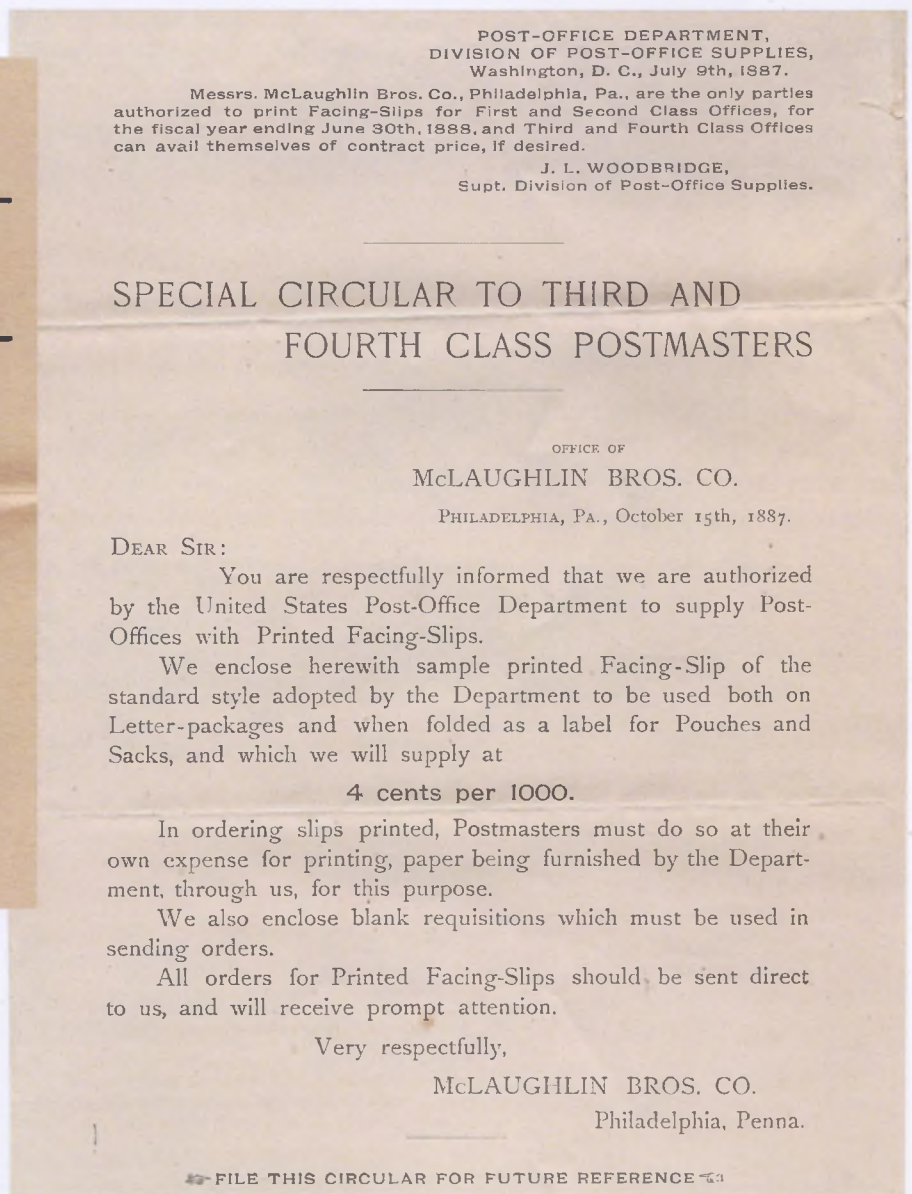 POST-OFFICE DEPARTMENT,
DIVISION OF POST-OFFICE SUPPLIES,
Washington, D. C., July 9th, 1887.
Messrs. McLaughlin Bros. Co., Philadelphia, Pa., are the only parties
authorized to print Facing-Slips for First and Second Class Offices, for
the fiscal year ending June 30th, 1888, and Third and Fourth Class Offices
can avail themselves of contract price, if desired.
J. L. WOODBRIDGE,
Supt. Division of Post-Office Supplies.
SPECIAL CIRCULAR TO THIRD AND
FOURTH CLASS POSTMASTERS
OFFICE OF
McLAUGHLIN BROS. CO.
PHILADELPHIA, PA., October 15th, 1887.
DEAR SIR:
You are respectfully informed that we are authorized
by the United States Post-Office Department to supply Post-
Offices with Printed Facing-Slips.
We enclose herewith sample printed Facing-Slip of the
standard style adopted by the Department to be used both on
Letter-packages and when folded as a label for Pouches and
Sacks, and which we will supply at
4 cents per 1000.
In ordering slips printed, Postmasters must do so at their
own expense for printing, paper being furnished by the Depart-
ment, through us, for this purpose.
We also enclose blank requisitions which must be used in
sending orders.
All orders for Printed Facing-Slips should be sent direct
to us, and will receive prompt attention.
Very respectfully,
McLAUGHLIN BROS. CO.
Philadelphia, Penna.
FILE THIS CIRCULAR FOR FUTURE REFERENCE